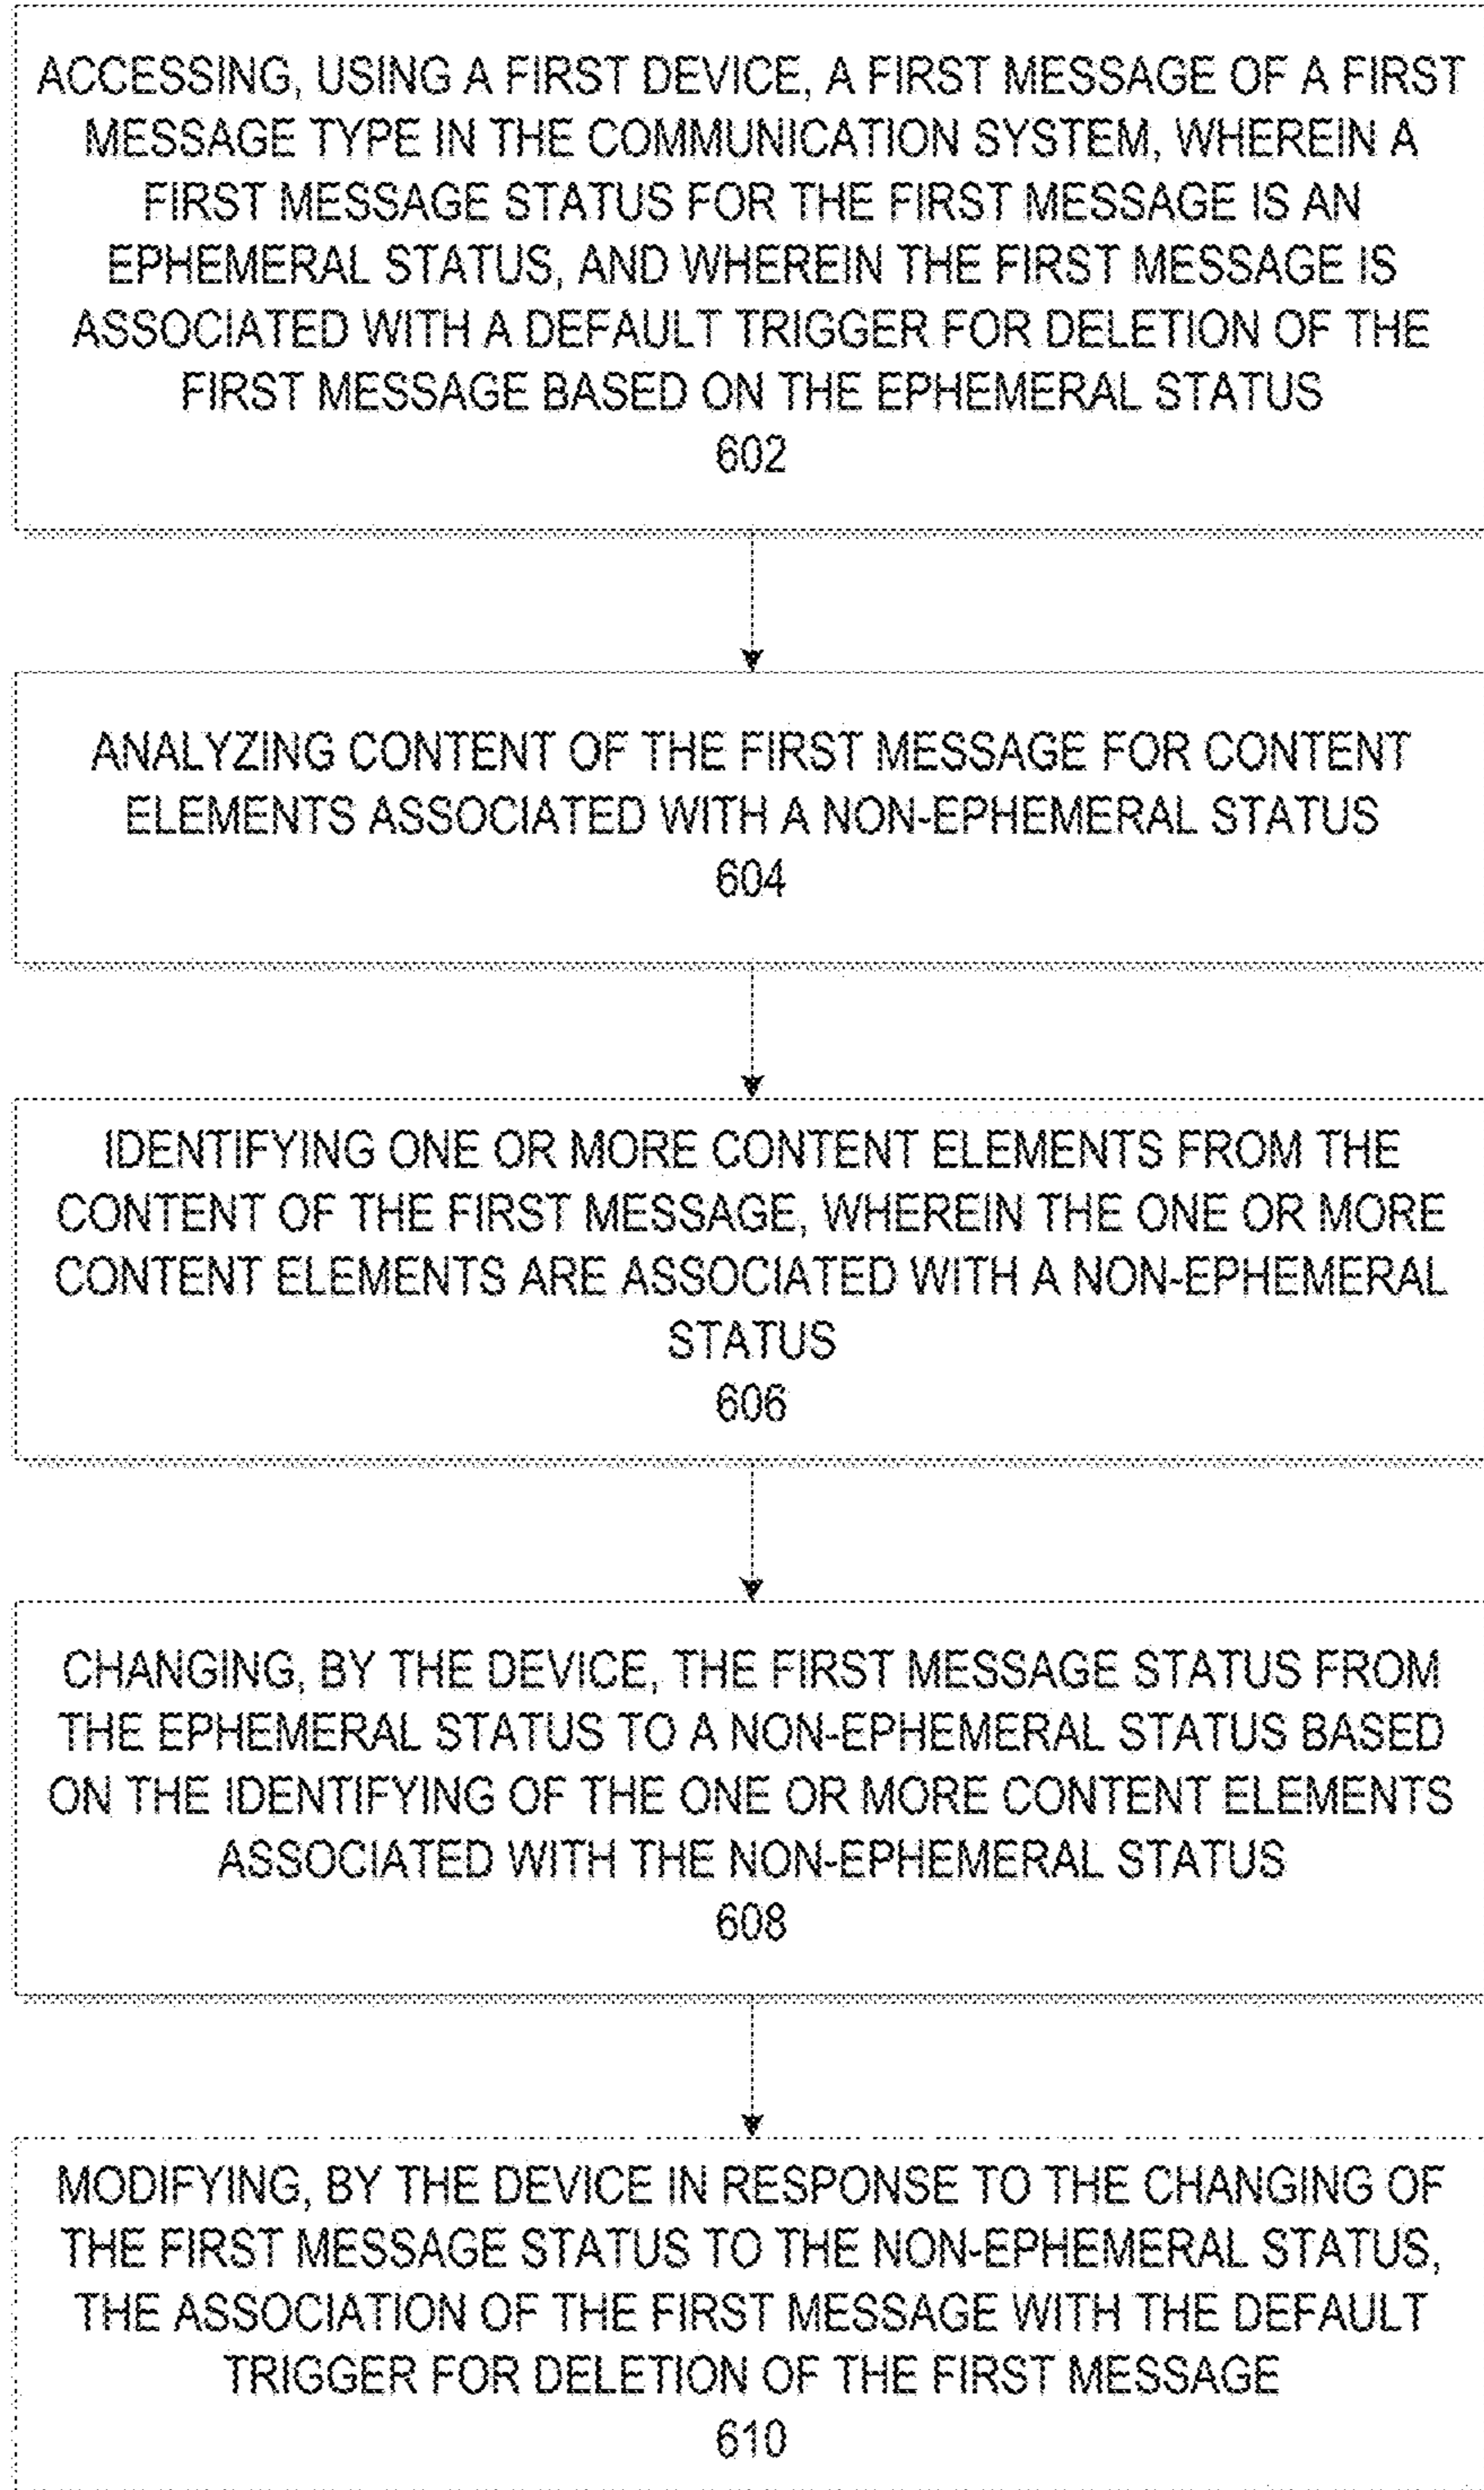 ACCESSING, USING A FIRST DEVICE, A FIRST MESSAGE OF A FIRST
MESSAGE TYPE IN THE COMMUNICATION SYSTEM, WHEREIN A
FIRST MESSAGE STATUS FOR THE FIRST MESSAGE IS AN
EPHEMERAL STATUS, AND WHEREIN THE FIRST MESSAGE IS
ASSOCIATED WITH A DEFAULT TRIGGER FOR DELETION OF THE
FIRST MESSAGE BASED ON THE EPHEMERAL STATUS
602
ANALYZING CONTENT OF THE FIRST MESSAGE FOR CONTENT
ELEMENTS ASSOCIATED WITH A NON-EPHEMERAL STATUS
604
IDENTIFYING ONE OR MORE CONTENT ELEMENTS FROM THE
CONTENT OF THE FIRST MESSAGE, WHEREIN THE ONE OR MORE
CONTENT ELEMENTS ARE ASSOCIATED WITH A NON-EPHEMERAL
STATUS
606
CHANGING, BY THE DEVICE, THE FIRST MESSAGE STATUS FROM
THE EPHEMERAL STATUS TO A NON-EPHEMERAL STATUS BASED
ON THE IDENTIFYING OF THE ONE OR MORE CONTENT ELEMENTS
ASSOCIATED WITH THE NON-EPHEMERAL STATUS
608
MODIFYING, BY THE DEVICE IN RESPONSE TO THE CHANGING OF
THE FIRST MESSAGE STATUS TO THE NON-EPHEMERAL STATUS,
THE ASSOCIATION OF THE FIRST MESSAGE WITH THE DEFAULT
TRIGGER FOR DELETION OF THE FIRST MESSAGE
610